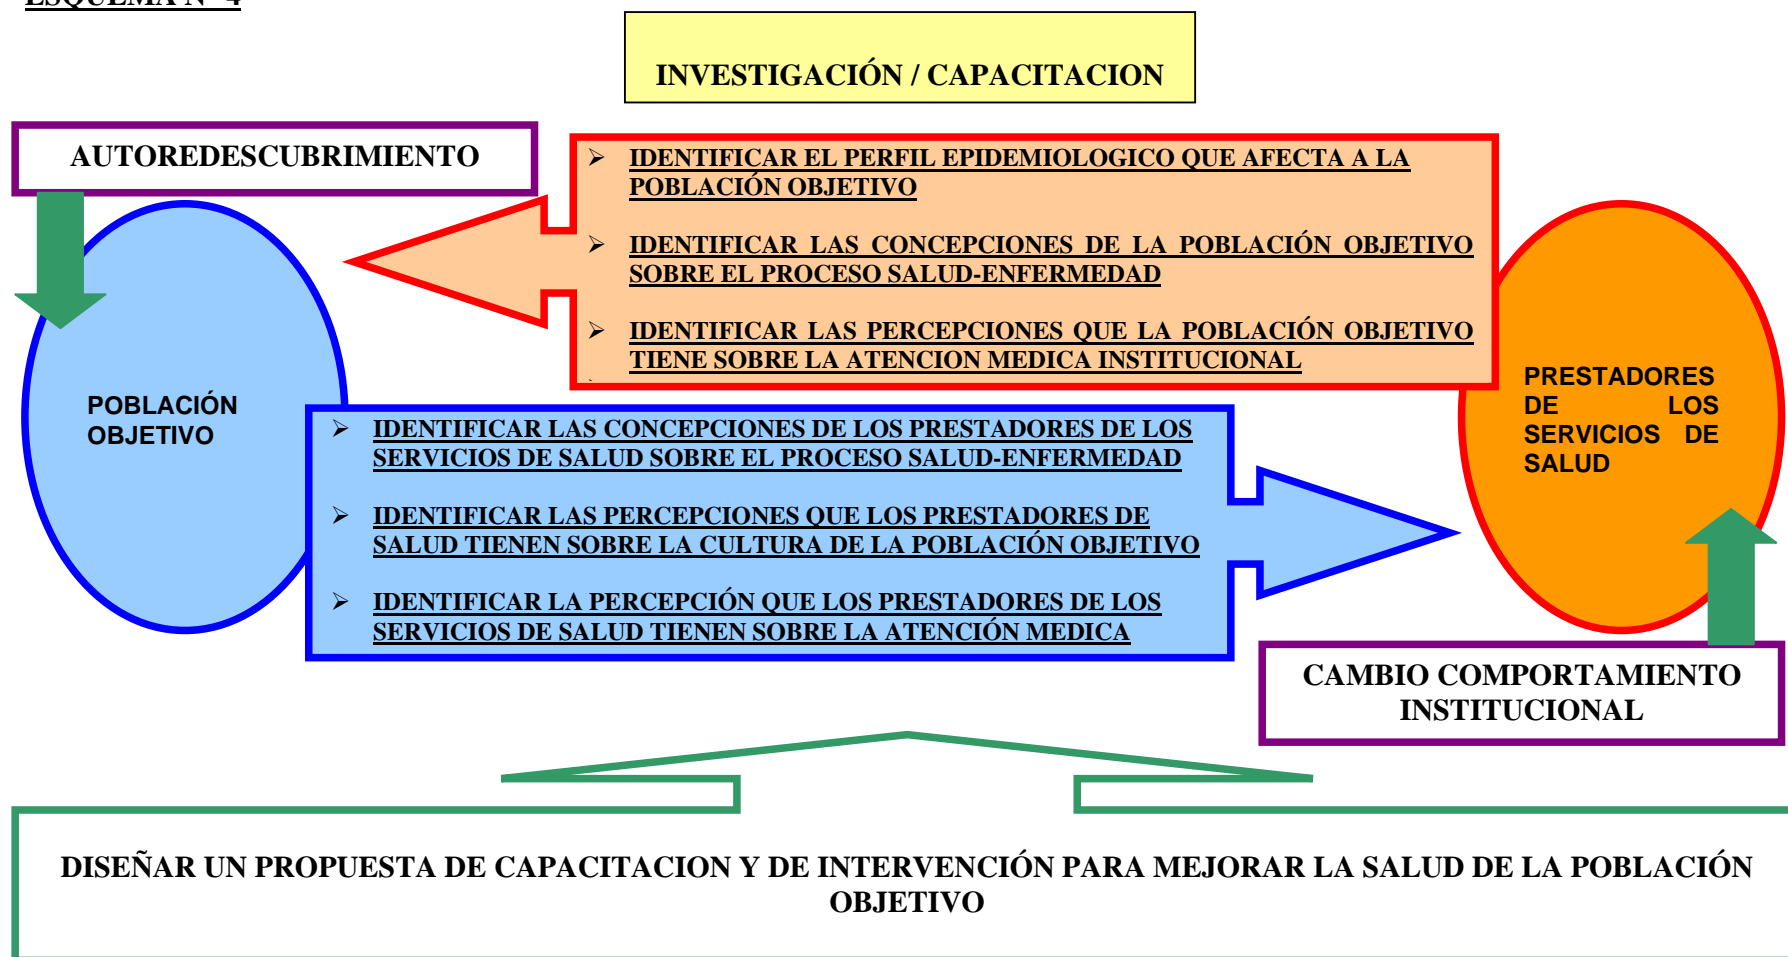 ESQUEMA N° 4
INVESTIGACIÓN / CAPACITACION
AUTOREDESCUBRIMIENTO
➢ IDENTIFICAR EL PERFIL EPIDEMIOLOGICO QUE AFECTA A LA
POBLACIÓN OBJETIVO
➢ IDENTIFICAR LAS CONCEPCIONES DE LA POBLACIÓN OBJETIVO
SOBRE EL PROCESO SALUD-ENFERMEDAD
➢ IDENTIFICAR LAS PERCEPCIONES QUE LA POBLACIÓN OBJETIVO
TIENE SOBRE LA ATENCION MEDICA INSTITUCIONAL
POBLACIÓN
OBJETIVO
PRESTADORES
DE LOS
SERVICIOS DE
SALUD
➢ IDENTIFICAR LAS CONCEPCIONES DE LOS PRESTADORES DE LOS
SERVICIOS DE SALUD SOBRE EL PROCESO SALUD-ENFERMEDAD
➢ IDENTIFICAR LAS PERCEPCIONES QUE LOS PRESTADORES DE
SALUD TIENEN SOBRE LA CULTURA DE LA POBLACIÓN OBJETIVO
➢ IDENTIFICAR LA PERCEPCIÓN QUE LOS PRESTADORES DE LOS
SERVICIOS DE SALUD TIENEN SOBRE LA ATENCIÓN MEDICA
CAMBIO COMPORTAMIENTO
INSTITUCIONAL
DISEÑAR UN PROPUESTA DE CAPACITACION Y DE INTERVENCIÓN PARA MEJORAR LA SALUD DE LA POBLACIÓN
OBJETIVO